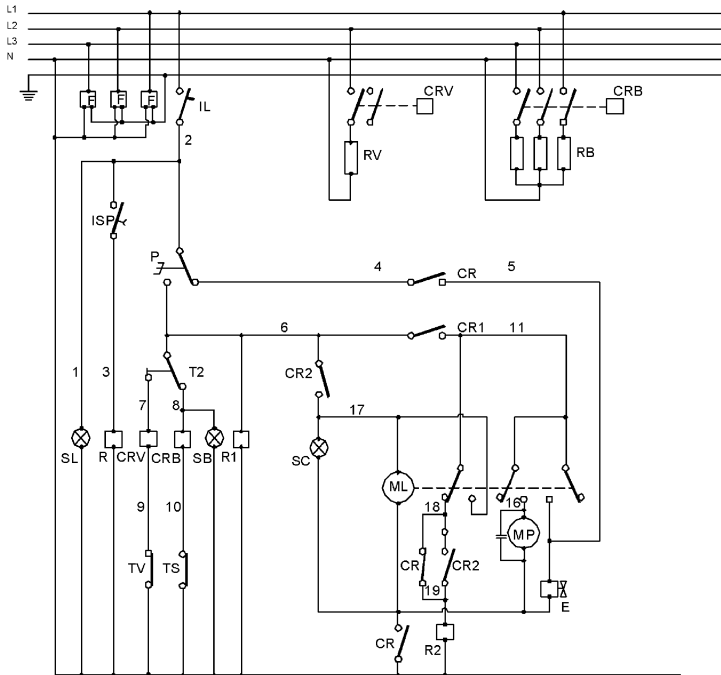 L1
L2
L3
N
F F F
IL
2
CRV
RV
CRB
RB
ISP
P
4
CR
5
6
CR1
11
T2
CR2
1
3
7
8
17
SL
R
CRV
CRB
SB
R1
SC
ML
18
16
MP
9
10
TV
TS
CR
CR2
19
E
CR
R2